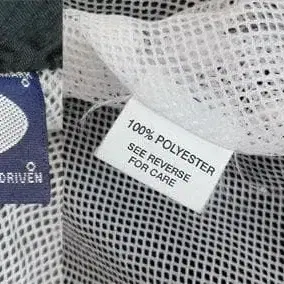 DRIVEN
100% POLYESTER
SEE REVERSE
FOR CARE